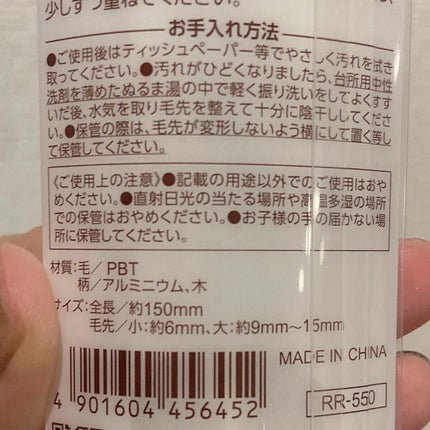 少しずつ重ねてください。
お手入れ方法
●ご使用後はティッシュペーパー等でやさしく汚れを拭き
取ってください。●汚れがひどくなりましたら、台所用中性
洗剤を薄めたぬるま湯の中で軽く振り洗いをしてよくすす
いだ後、水気を取り毛先を整えて十分に陰干ししてくださ
い。●保管の際は、毛先が変形しないよう横にして置く等し
て保管してください。
《ご使用上の注意》●記載の用途以外でのご使用はおや
めください。●直射日光の当たる場所や高温多湿の場所
での保管はおやめください。●お子様の手の届かない場
所に保管してください。
材質:毛/PBT
柄/アルミニウム、木
サイズ:全長/約150mm
毛先/小:約6mm、大:約9mm〜15mm
MADE IN CHINA
4 901604 456452
RR-550